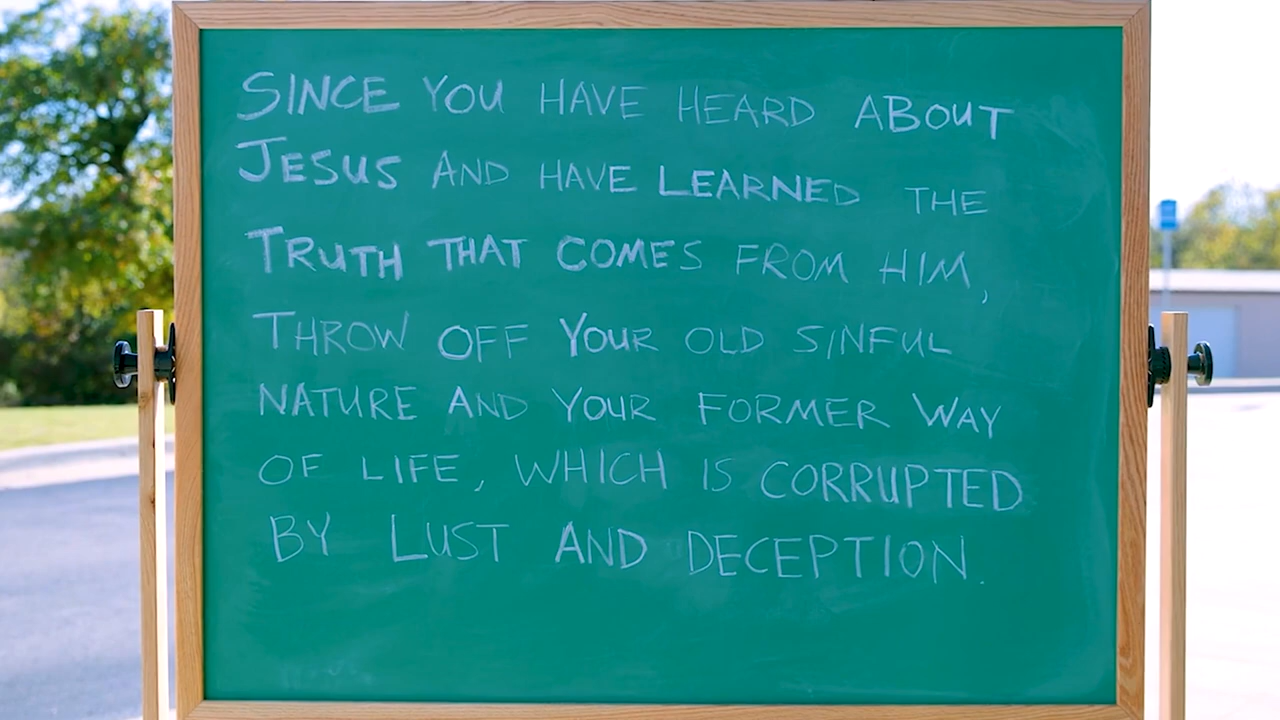 SINCE YOU HAVE HEARD ABOUT
JESUS AND HAVE LEARNED THE
TRUTH THAT COMES FROM HIM,
THROW OFF YOUR OLD SINFUL
NATURE AND YOUR FORMER WAY
OF LIFE, WHICH IS CORRUPTED
BY LUST AND DECEPTION.